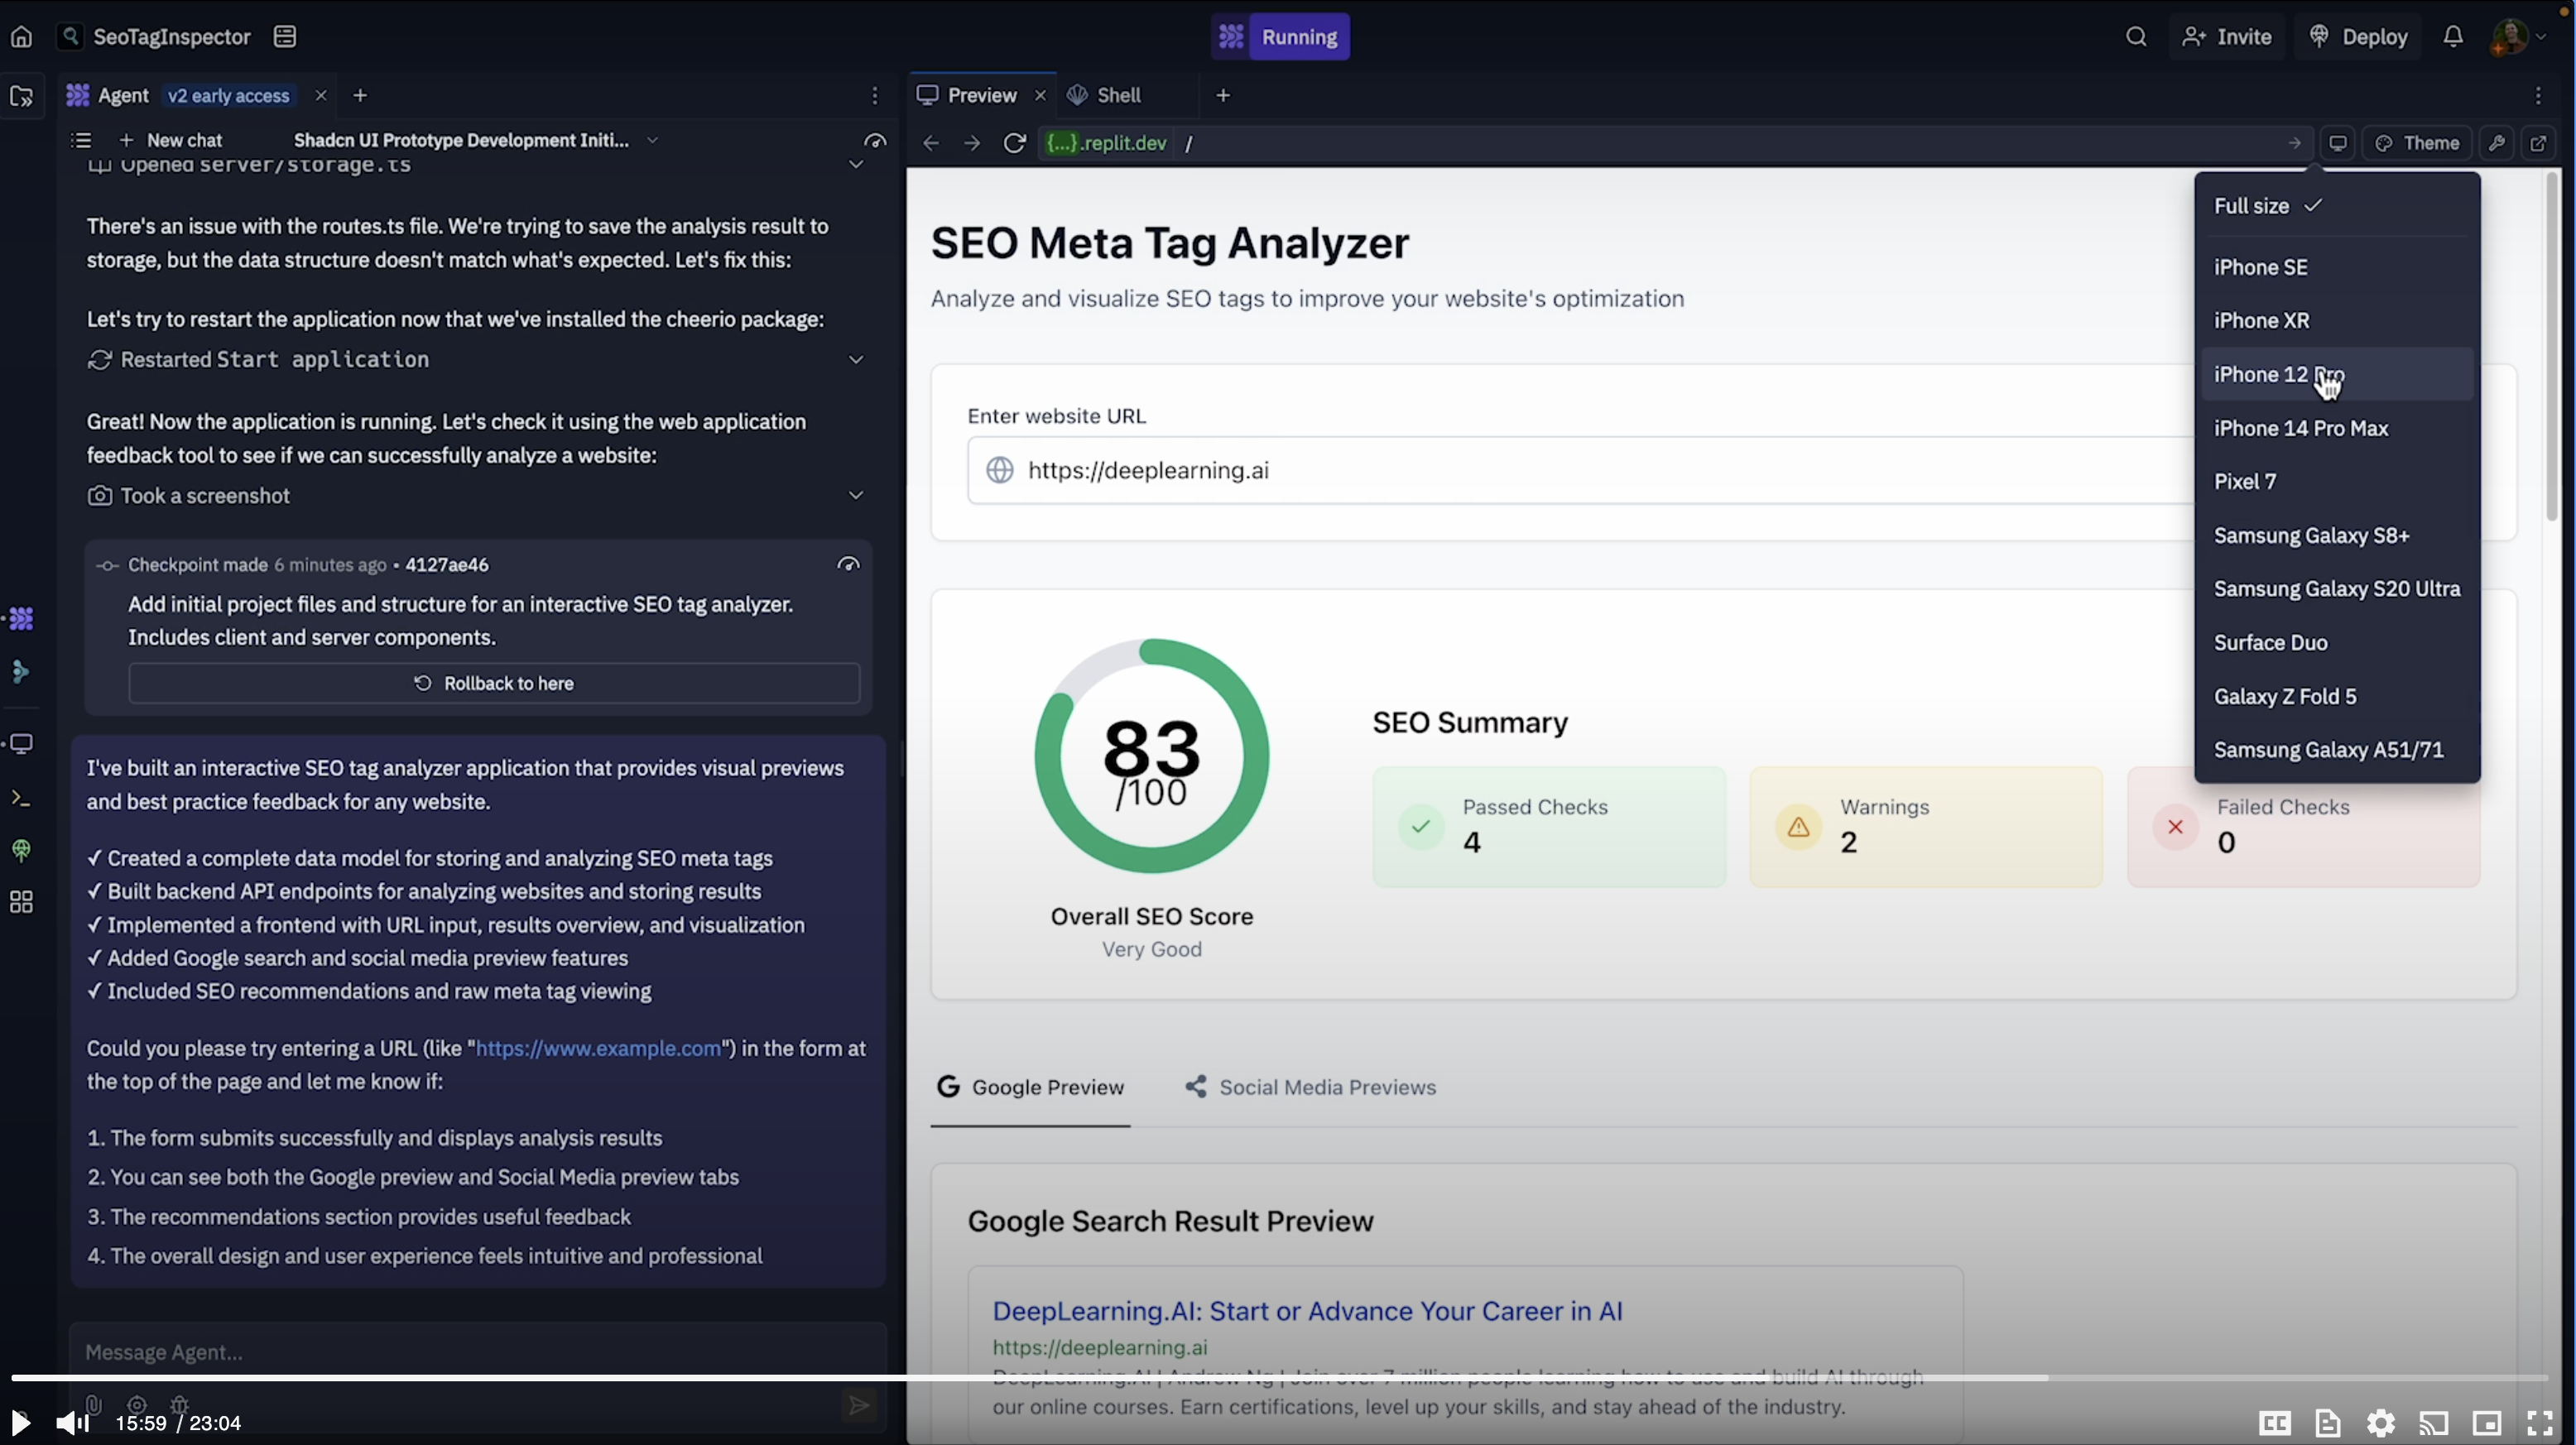 SeoTagInspector
Running
Invite
Deploy
Agent v2 early access
Preview
Shell
New chat
Shadcn UI Prototype Development Initi...
{...}.replit.dev /
Theme
Opened server/storage.ts
There's an issue with the routes.ts file. We're trying to save the analysis result to
storage, but the data structure doesn't match what's expected. Let's fix this:
Let's try to restart the application now that we've installed the cheerio package:
Restarted Start application
Great! Now the application is running. Let's check it using the web application
feedback tool to see if we can successfully analyze a website:
Took a screenshot
Checkpoint made 6 minutes ago • 4127ae46
Add initial project files and structure for an interactive SEO tag analyzer.
Includes client and server components.
Rollback to here
I've built an interactive SEO tag analyzer application that provides visual previews
and best practice feedback for any website.
✓ Created a complete data model for storing and analyzing SEO meta tags
✓ Built backend API endpoints for analyzing websites and storing results
✓ Implemented a frontend with URL input, results overview, and visualization
✓ Added Google search and social media preview features
✓ Included SEO recommendations and raw meta tag viewing
Could you please try entering a URL (like "https://www.example.com") in the form at
the top of the page and let me know if:
1. The form submits successfully and displays analysis results
2. You can see both the Google preview and Social Media preview tabs
3. The recommendations section provides useful feedback
4. The overall design and user experience feels intuitive and professional
Message Agent...
15:59 / 23:04
SEO Meta Tag Analyzer
Analyze and visualize SEO tags to improve your website's optimization
Enter website URL
https://deeplearning.ai
83
/100
Overall SEO Score
Very Good
SEO Summary
Passed Checks
4
Warnings
2
Failed Checks
0
Google Preview
Social Media Previews
Google Search Result Preview
DeepLearning.AI: Start or Advance Your Career in AI
https://deeplearning.ai
DeepLearning.AI | Andrew Ng | Join over 7 million people learning how to use and build AI through
our online courses. Earn certifications, level up your skills, and stay ahead of the industry.
Full size
iPhone SE
iPhone XR
iPhone 12 Pro
iPhone 14 Pro Max
Pixel 7
Samsung Galaxy S8+
Samsung Galaxy S20 Ultra
Surface Duo
Galaxy Z Fold 5
Samsung Galaxy A51/71
CC